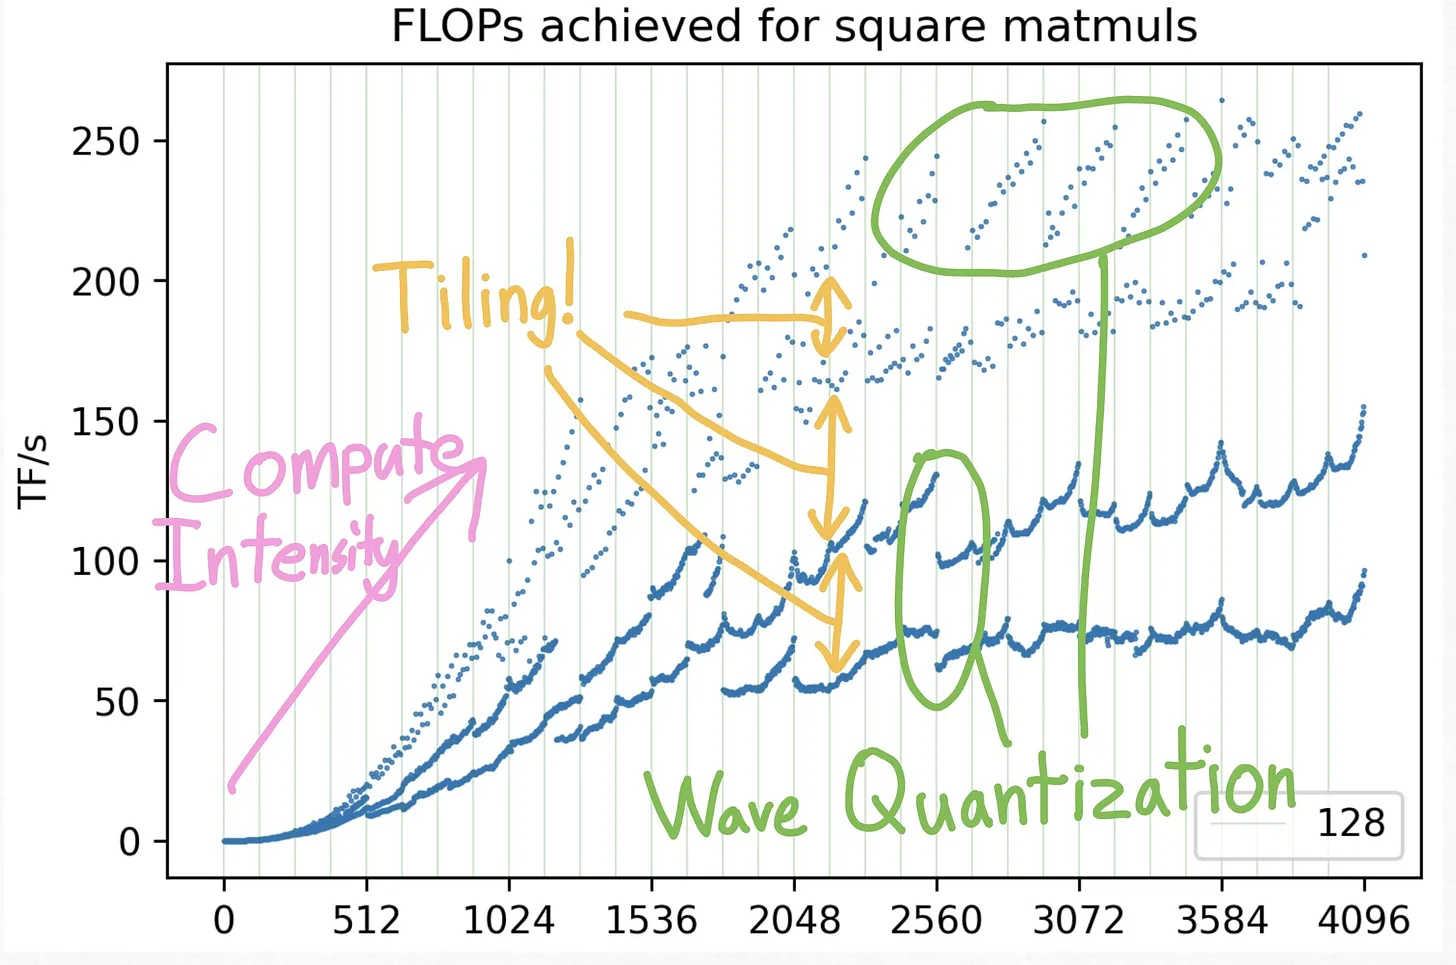 FLOPs achieved for square matmuls
250
200
150
100
50
0
TF/s
Tiling!
Compute
Intensity
Wave Quantization
128
0 512 1024 1536 2048 2560 3072 3584 4096